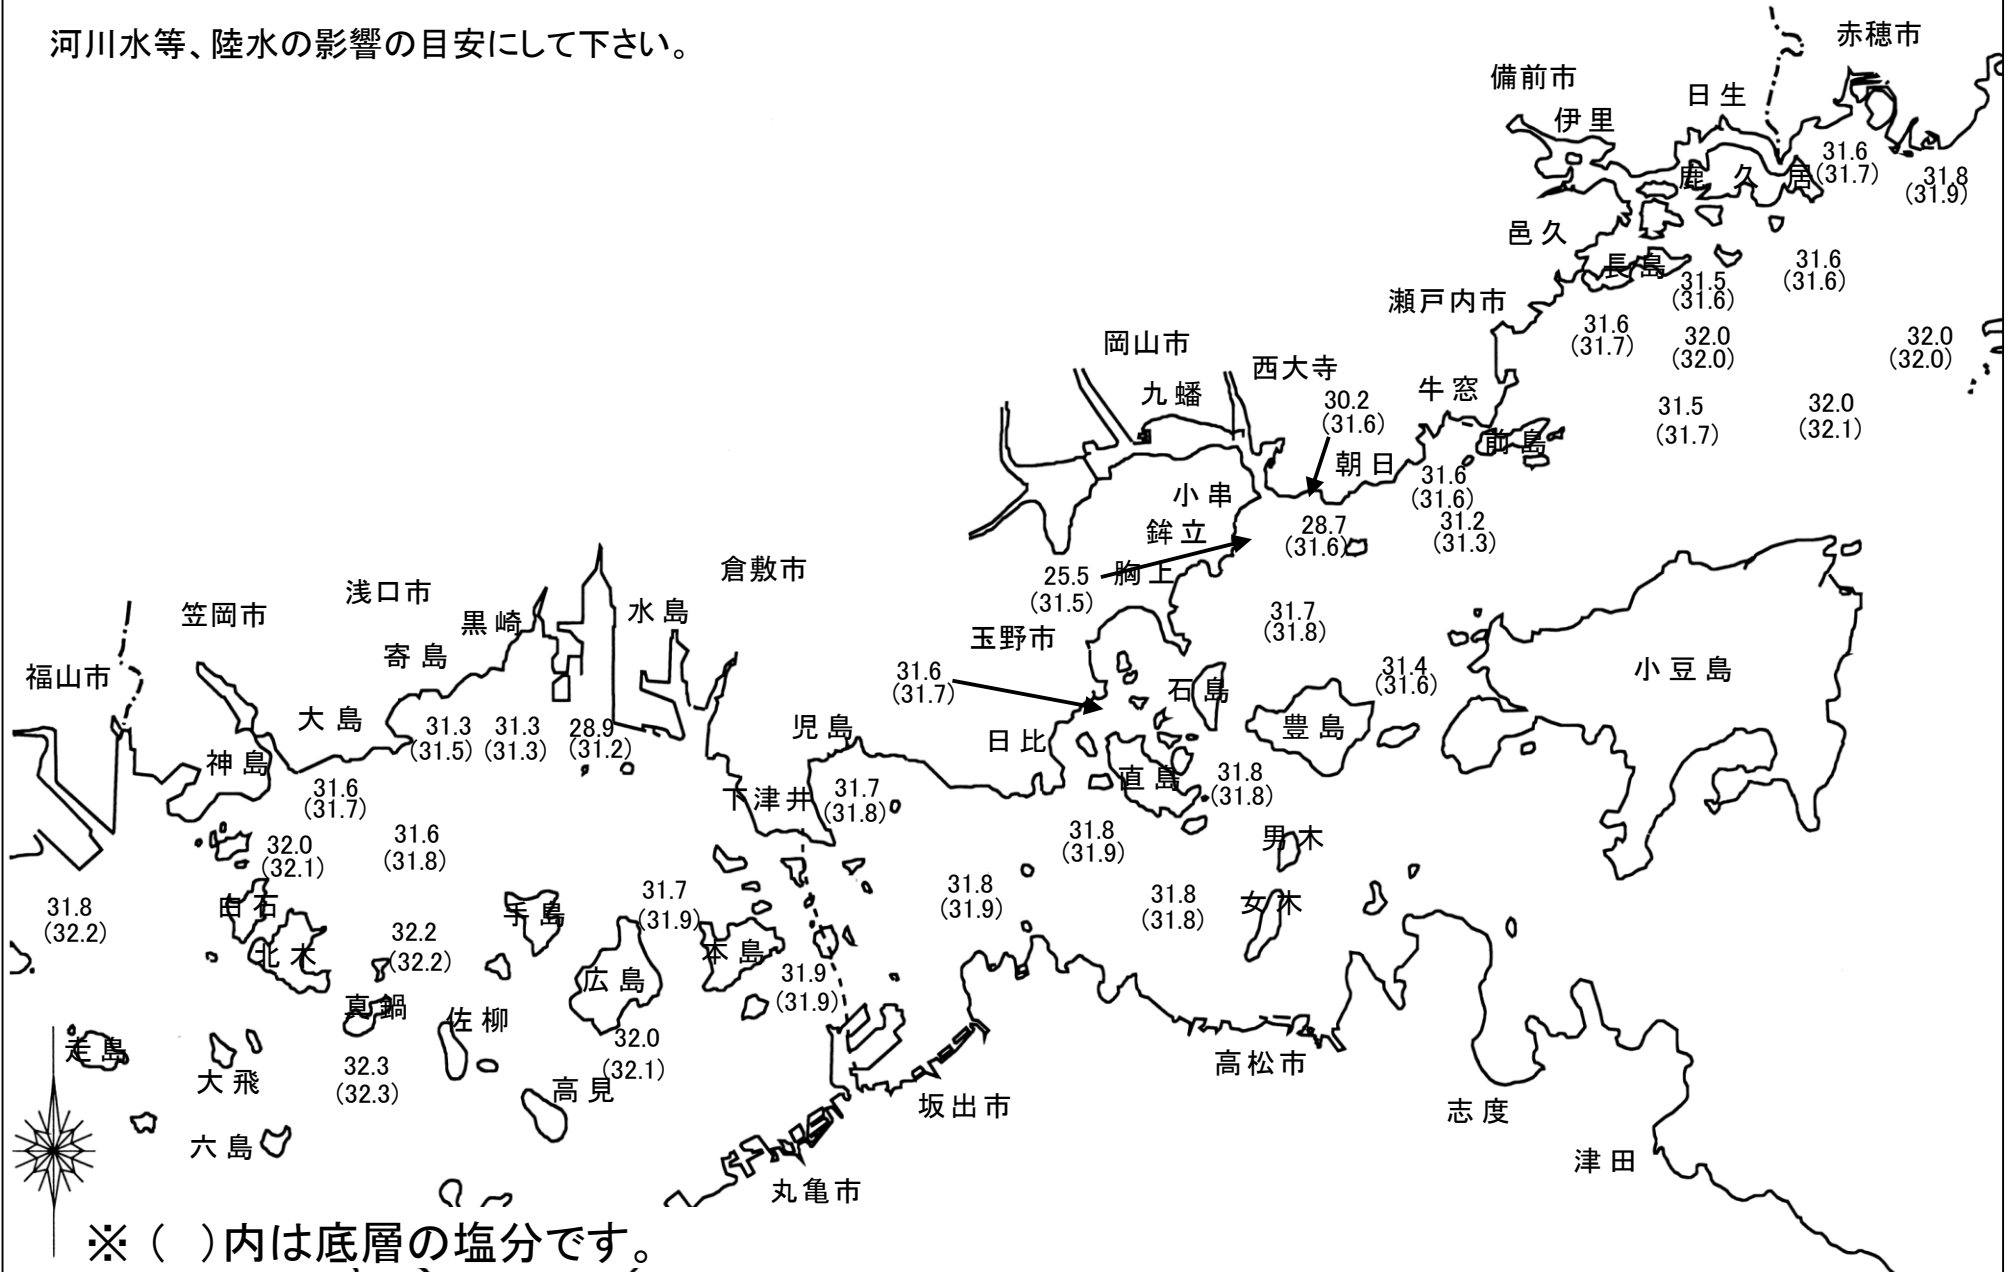 河川水等、陸水の影響の目安にして下さい。
赤穂市
備前市
日生
伊里
31.6
(31.7)
鹿久居
31.8
(31.9)
邑久
長島
31.6
(31.6)
31.5
(31.6)
瀬戸内市
31.6
(31.7)
32.0
(32.0)
32.0
(32.0)
岡山市
西大寺
九蟠
牛窓
30.2
(31.6)
31.5
(31.7)
32.0
(32.1)
前島
朝日
31.6
(31.6)
小串
鉾立
28.7
(31.6)
31.2
(31.3)
25.5
(31.5)
胸上
倉敷市
浅口市
笠岡市
黒崎
水島
31.7
(31.8)
玉野市
寄島
福山市
31.6
(31.7)
石島
31.4
(31.6)
小豆島
大島
31.3
(31.5)
31.3
(31.3)
28.9
(31.2)
児島
日比
豊島
神島
直島
31.8
(31.8)
31.6
(31.7)
下津井
31.7
(31.8)
31.8
(31.9)
男木
32.0
(32.1)
31.6
(31.8)
白石
31.8
(32.2)
手島
31.7
(31.9)
31.8
(31.9)
31.8
(31.8)
女木
北木
32.2
(32.2)
本島
広島
31.9
(31.9)
真鍋
佐柳
走島
大飛
32.3
(32.3)
32.0
(32.1)
高見
高松市
坂出市
志度
六島
津田
丸亀市
※( )内は底層の塩分です。